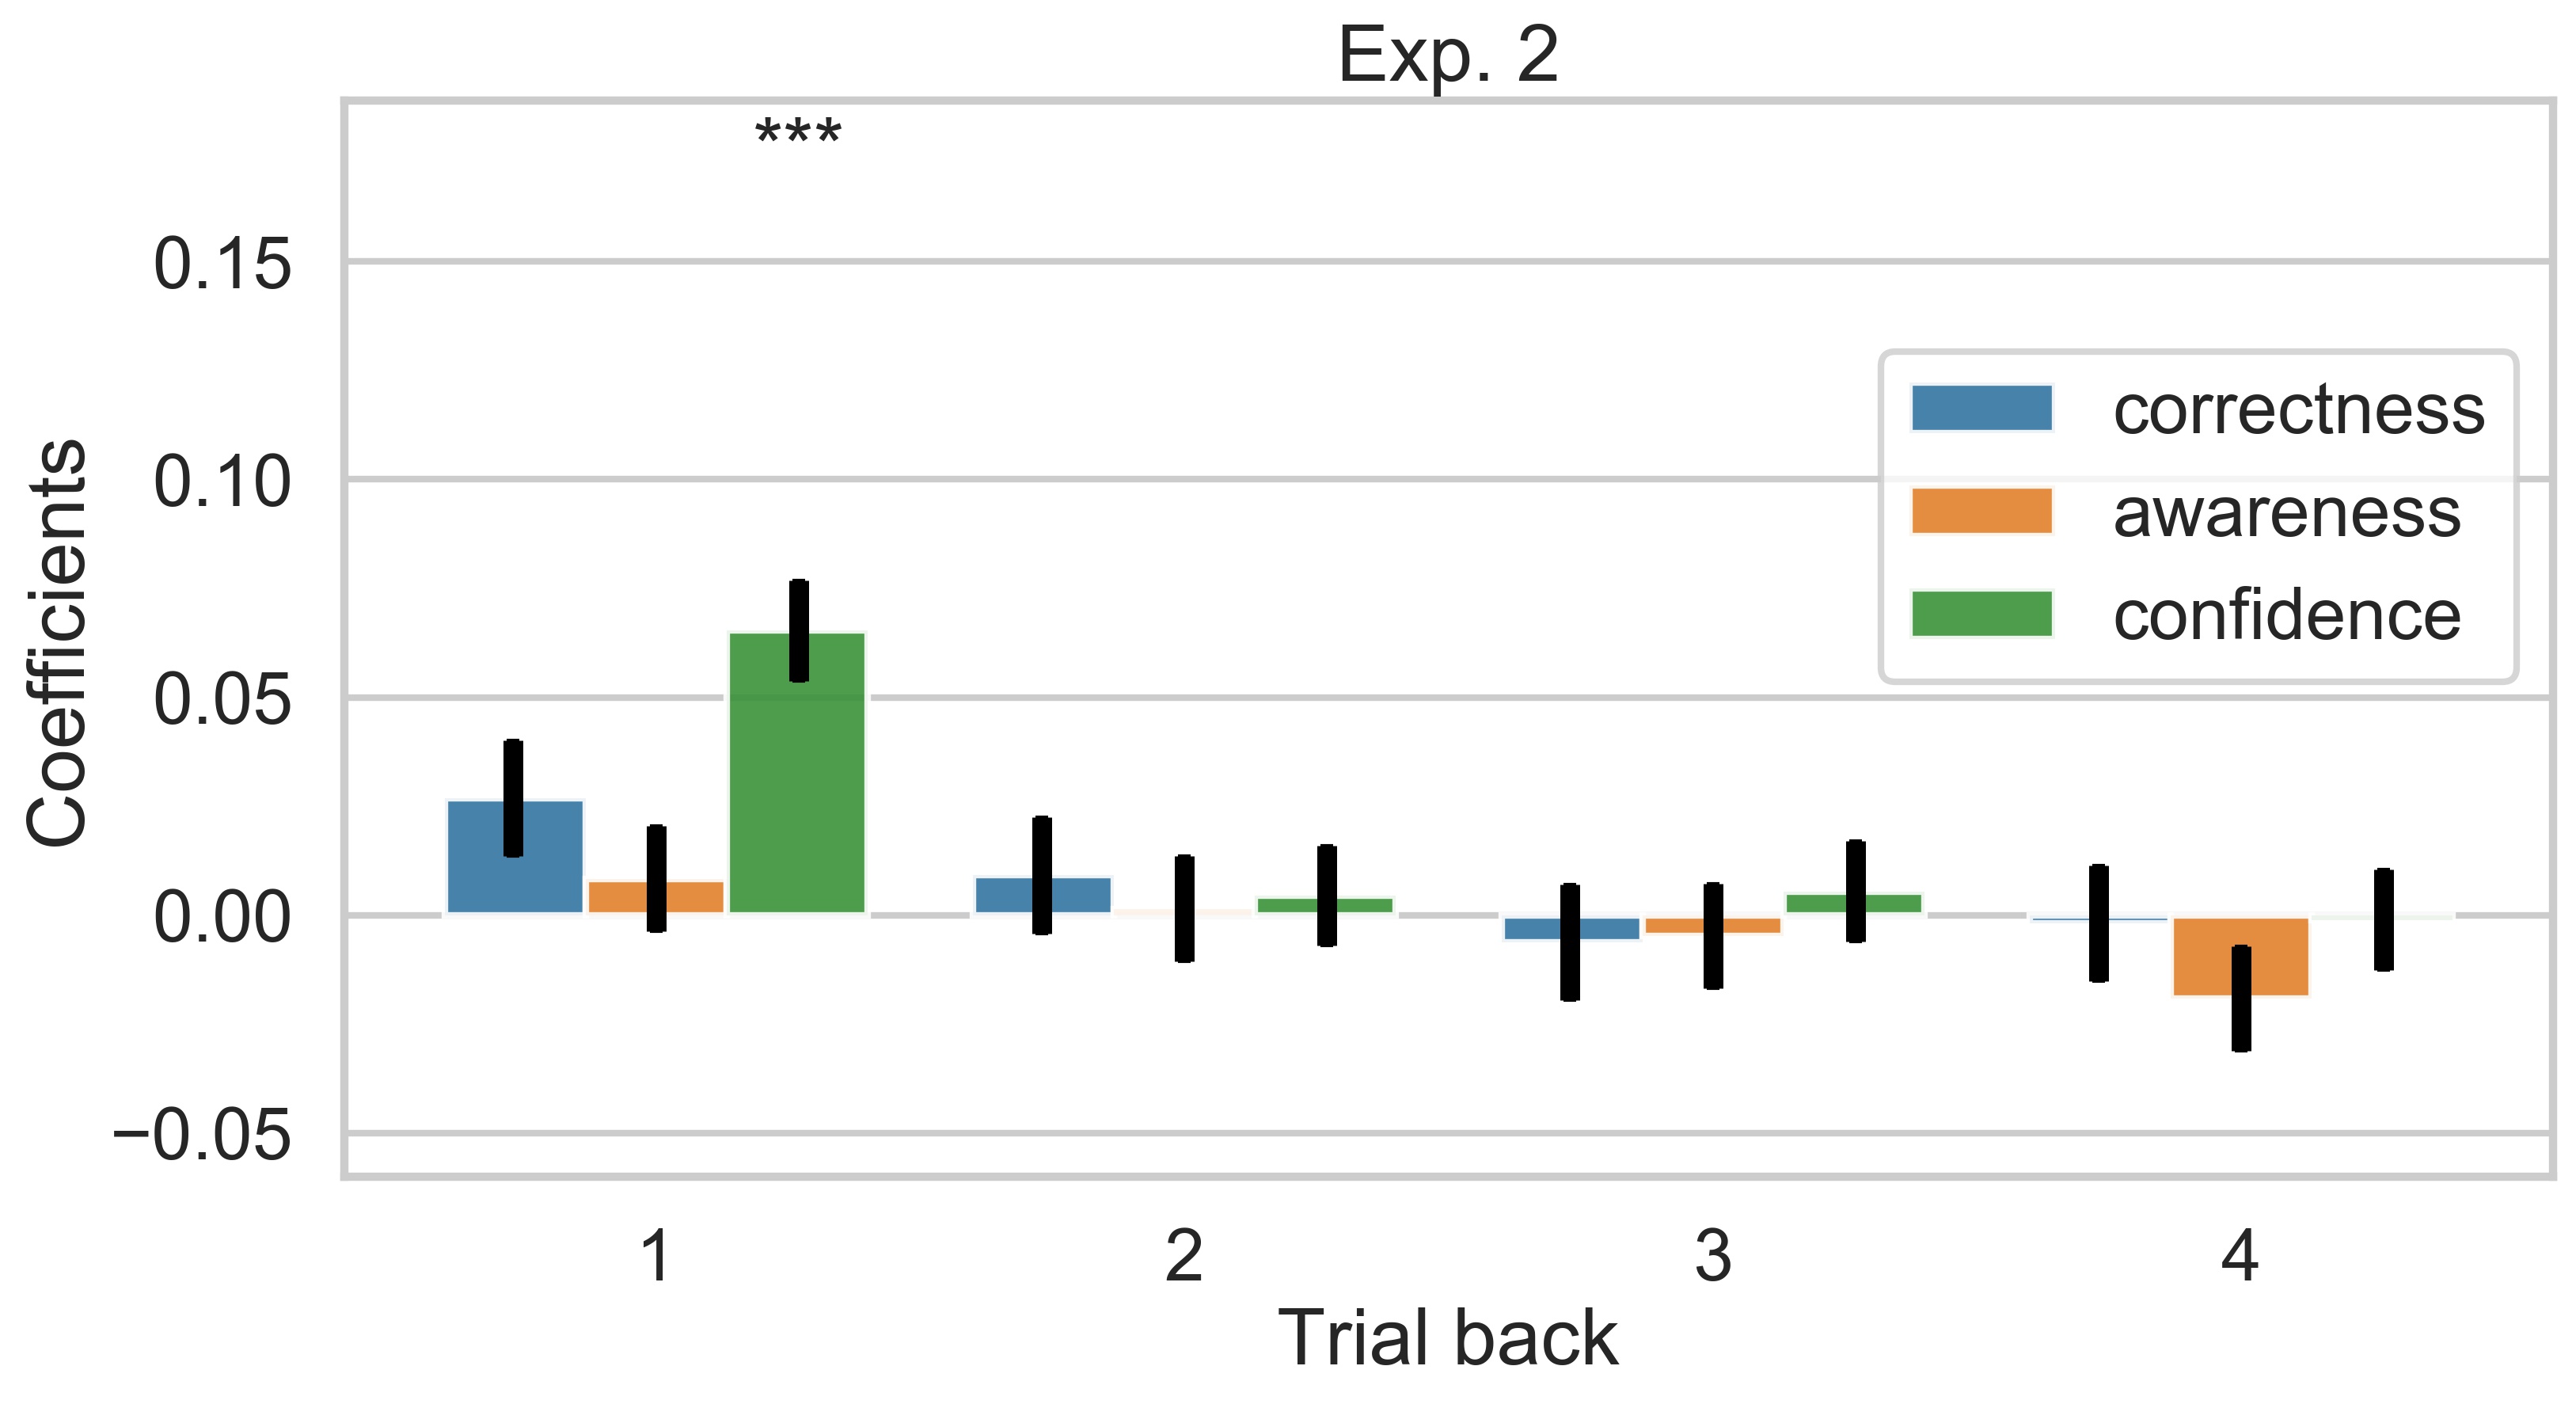 Exp. 2
***
0.15
0.10
0.05
0.00
−0.05
Coefficients
correctness
awareness
confidence
1 2 3 4
Trial back